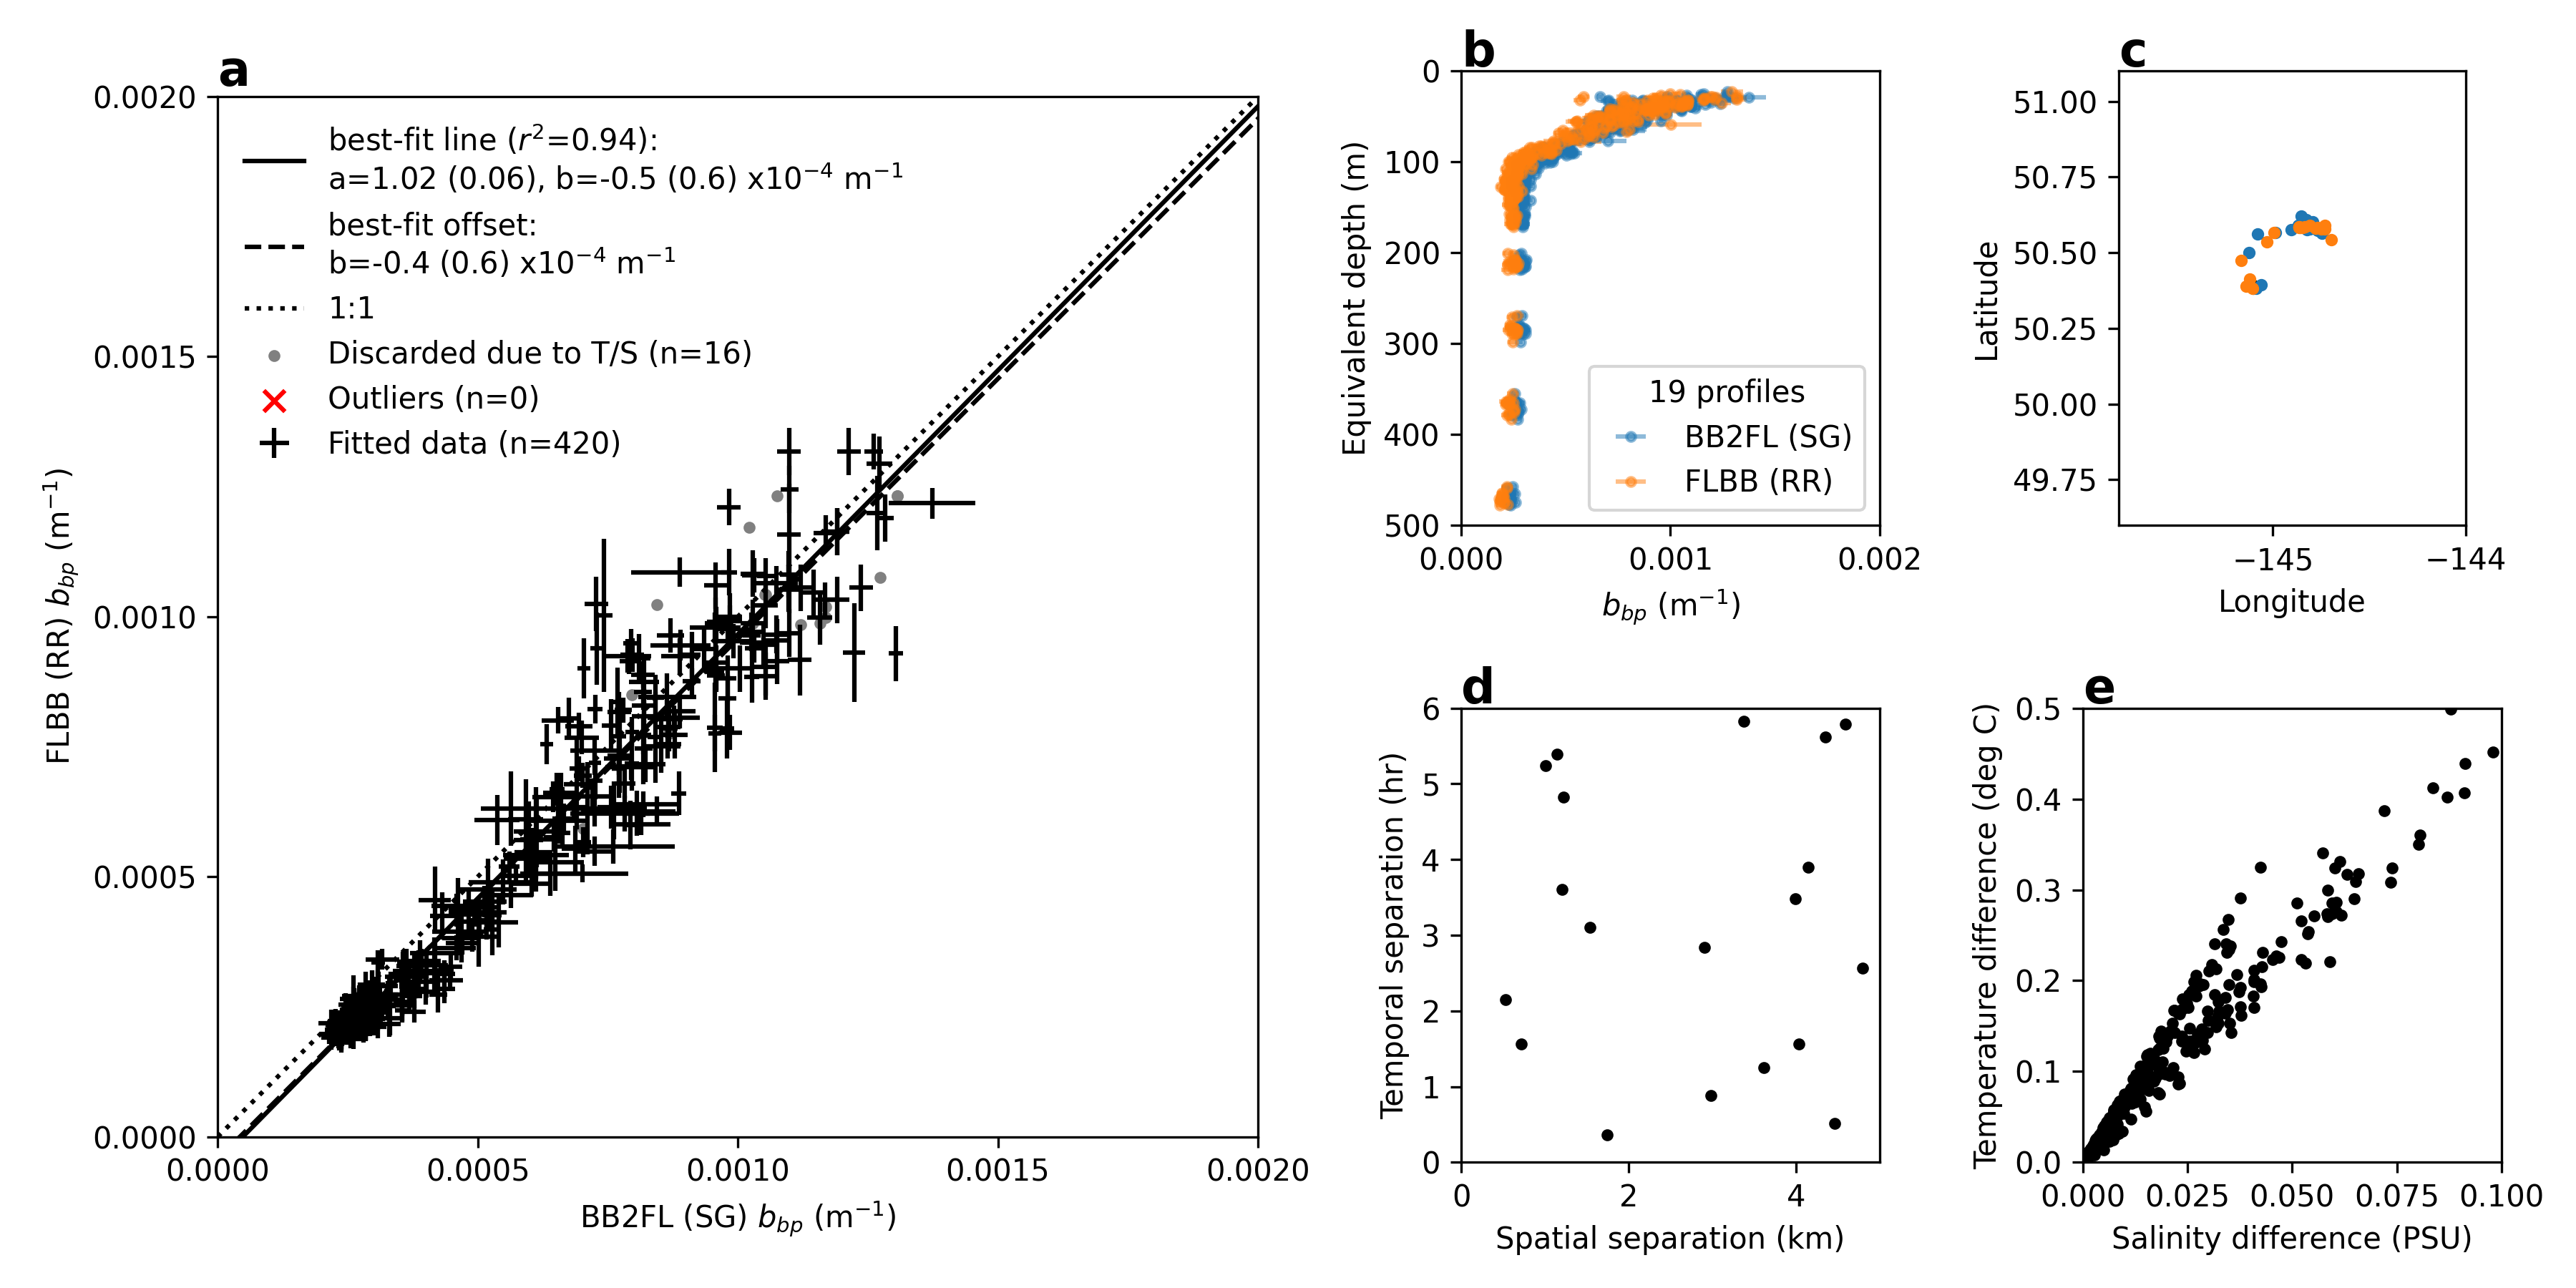 a
0.0020
0.0015
0.0010
0.0005
0.0000
FLBB (RR) b_bp (m⁻¹)
best-fit line (r²=0.94):
a=1.02 (0.06), b=-0.5 (0.6) x10⁻⁴ m⁻¹
best-fit offset:
b=-0.4 (0.6) x10⁻⁴ m⁻¹
1:1
Discarded due to T/S (n=16)
Outliers (n=0)
Fitted data (n=420)
0.0000 0.0005 0.0010 0.0015 0.0020
BB2FL (SG) b_bp (m⁻¹)
b
0
100
200
300
400
500
Equivalent depth (m)
19 profiles
BB2FL (SG)
FLBB (RR)
0.000 0.001 0.002
b_bp (m⁻¹)
c
51.00
50.75
50.50
50.25
50.00
49.75
Latitude
−145 −144
Longitude
d
6
5
4
3
2
1
0
Temporal separation (hr)
0 2 4
Spatial separation (km)
e
0.5
0.4
0.3
0.2
0.1
0.0
Temperature difference (deg C)
0.000 0.025 0.050 0.075 0.100
Salinity difference (PSU)